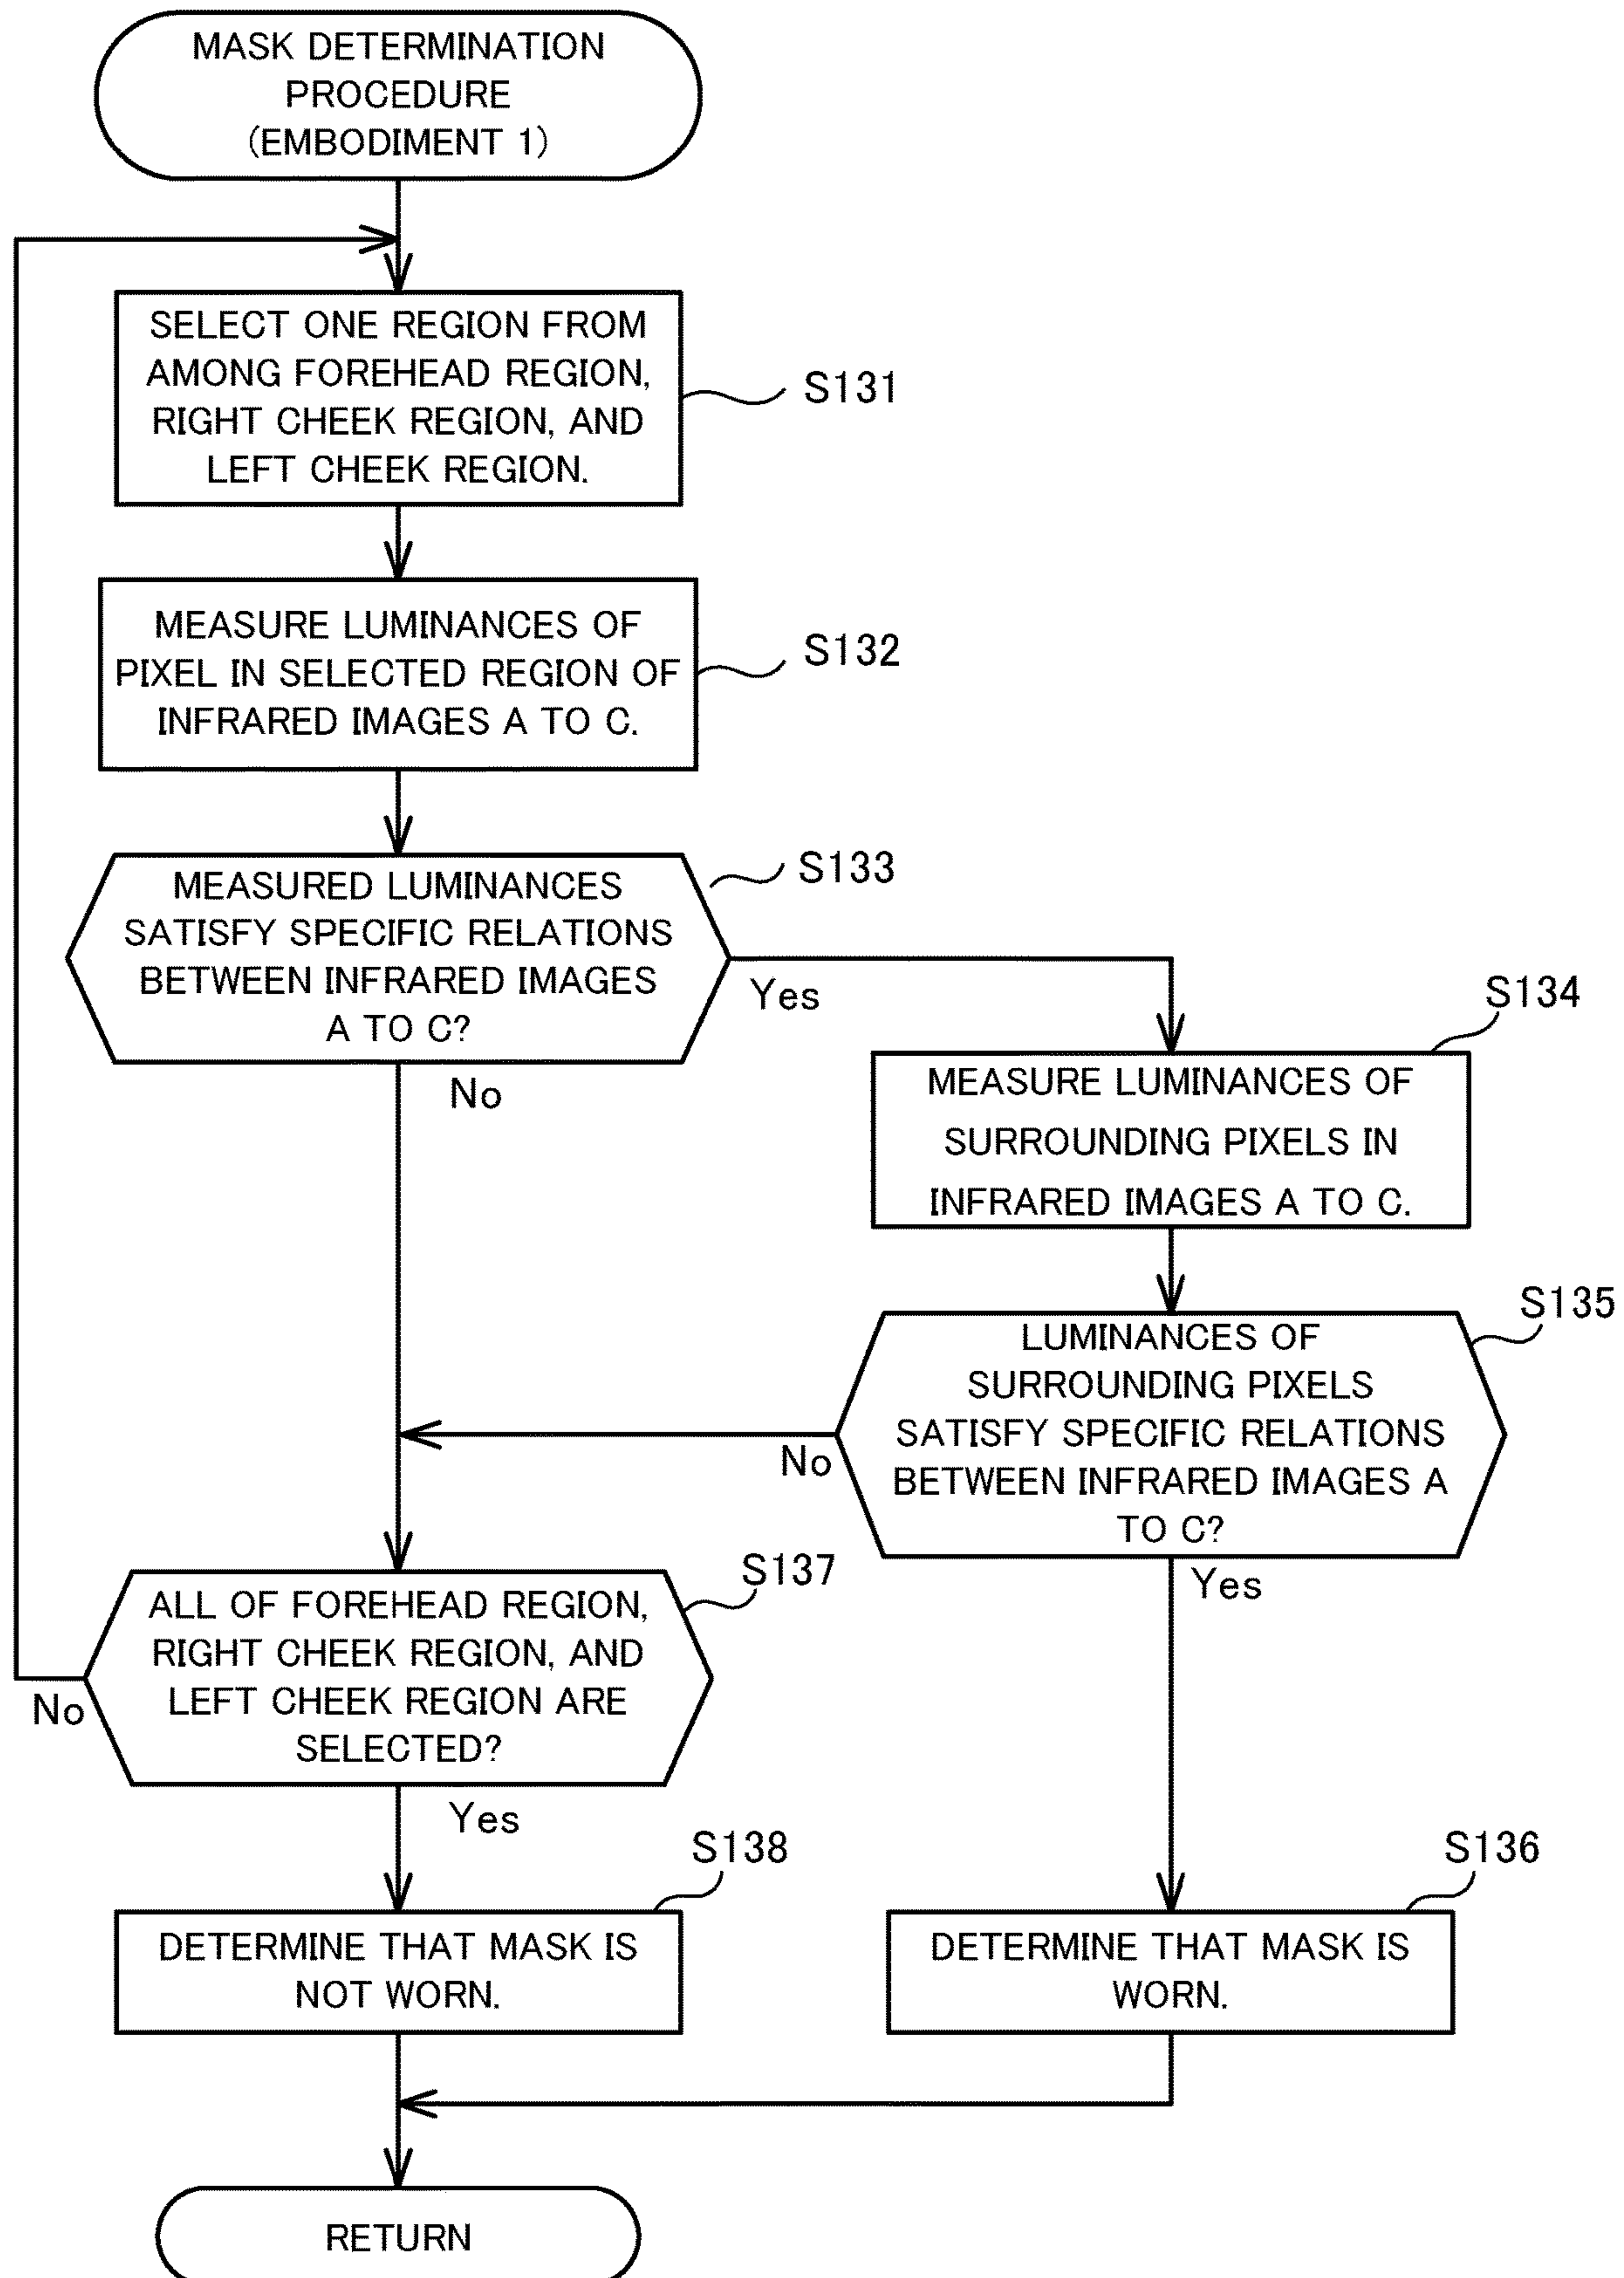 MASK DETERMINATION
PROCEDURE
(EMBODIMENT 1)
SELECT ONE REGION FROM
AMONG FOREHEAD REGION,
RIGHT CHEEK REGION, AND
LEFT CHEEK REGION.
S131
MEASURE LUMINANCES OF
PIXEL IN SELECTED REGION OF
INFRARED IMAGES A TO C.
S132
MEASURED LUMINANCES
SATISFY SPECIFIC RELATIONS
BETWEEN INFRARED IMAGES
A TO C?
S133
Yes
No
S134
MEASURE LUMINANCES OF
SURROUNDING PIXELS IN
INFRARED IMAGES A TO C.
S135
LUMINANCES OF
SURROUNDING PIXELS
SATISFY SPECIFIC RELATIONS
BETWEEN INFRARED IMAGES A
TO C?
No
Yes
S137
ALL OF FOREHEAD REGION,
RIGHT CHEEK REGION, AND
LEFT CHEEK REGION ARE
SELECTED?
No
Yes
S138
DETERMINE THAT MASK IS
NOT WORN.
S136
DETERMINE THAT MASK IS
WORN.
RETURN